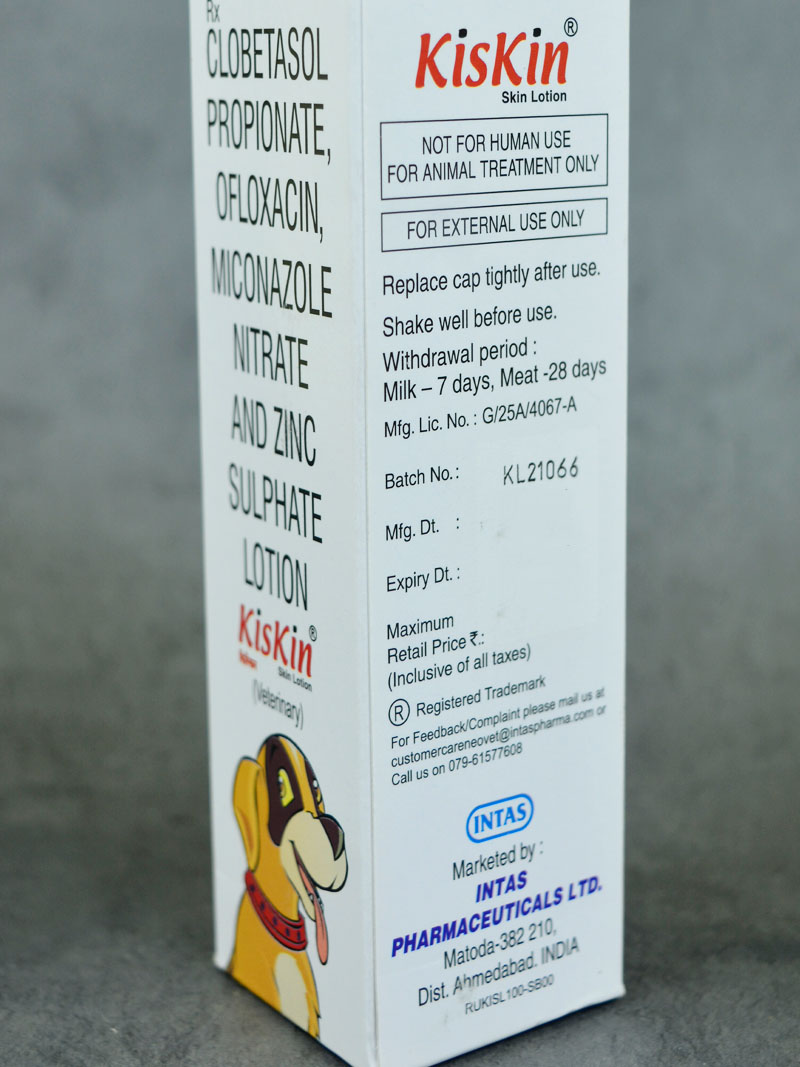 Rx
CLOBETASOL
PROPIONATE,
OFLOXACIN,
MICONAZOLE
NITRATE
AND ZINC
SULPHATE
LOTION
KisKin®
Skin Lotion
(Veterinary)
KisKin®
Skin Lotion
NOT FOR HUMAN USE
FOR ANIMAL TREATMENT ONLY
FOR EXTERNAL USE ONLY
Replace cap tightly after use.
Shake well before use.
Withdrawal period :
Milk – 7 days, Meat -28 days
Mfg. Lic. No. : G/25A/4067-A
Batch No. : KL21066
Mfg. Dt. :
Expiry Dt. :
Maximum
Retail Price ₹ :
(Inclusive of all taxes)
® Registered Trademark
For Feedback/Complaint please mail us at
customercareneovet@intaspharma.com or
Call us on 079-61577608
INTAS
Marketed by :
INTAS
PHARMACEUTICALS LTD.
Matoda-382 210,
Dist. Ahmedabad. INDIA
RUKISL100-SB00